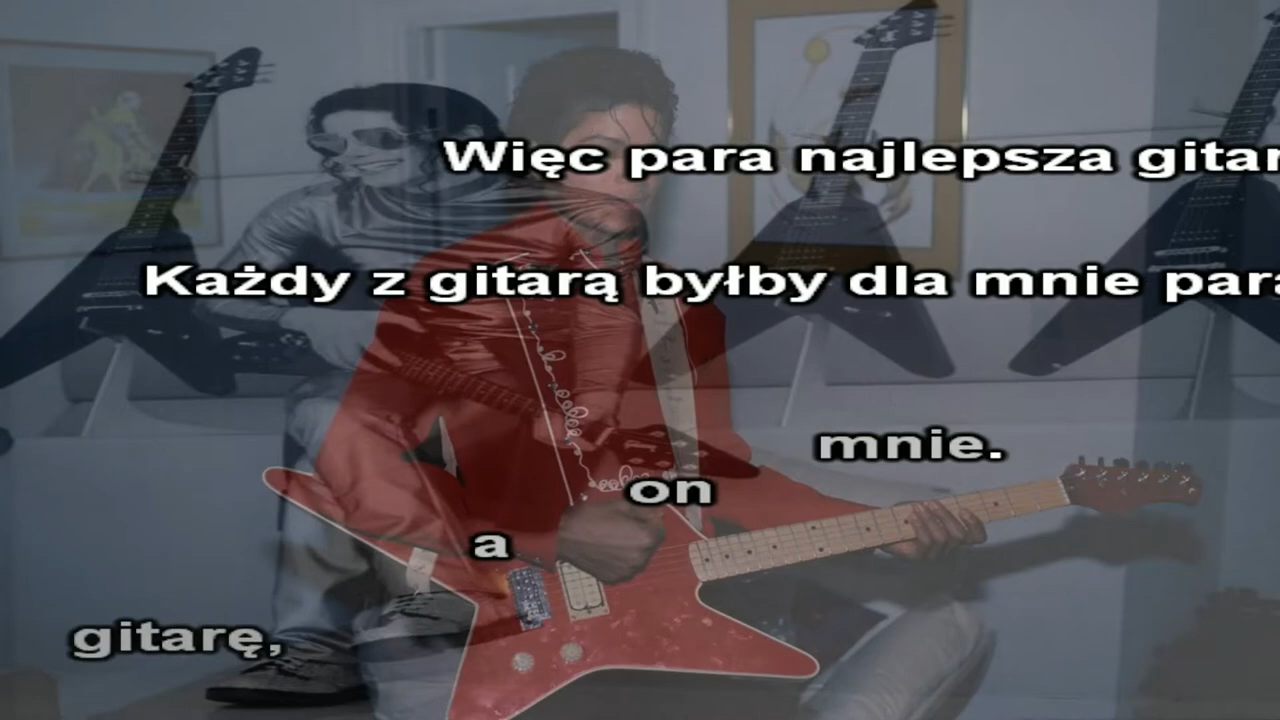 Więc para najlepsza gitar
Każdy z gitarą byłby dla mnie para
mnie.
on
a
gitarę,